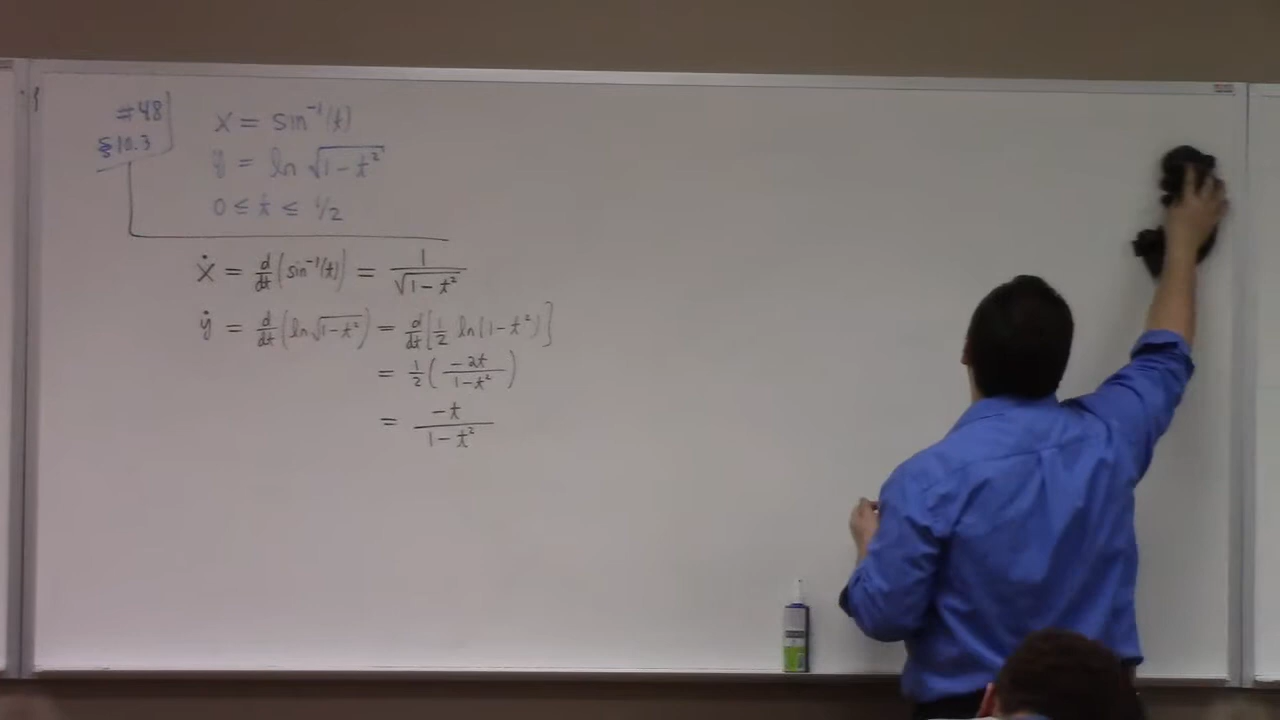 #48
§10.3
x = sin⁻¹(t)
y = ln √(1-t²)
0 ≤ t ≤ 1/2
ẋ = d/dt (sin⁻¹(t)) = 1/√(1-t²)
ẏ = d/dt (ln √(1-t²)) = d/dt [1/2 ln(1-t²)]
= 1/2 (-2t/(1-t²))
= -t/(1-t²)